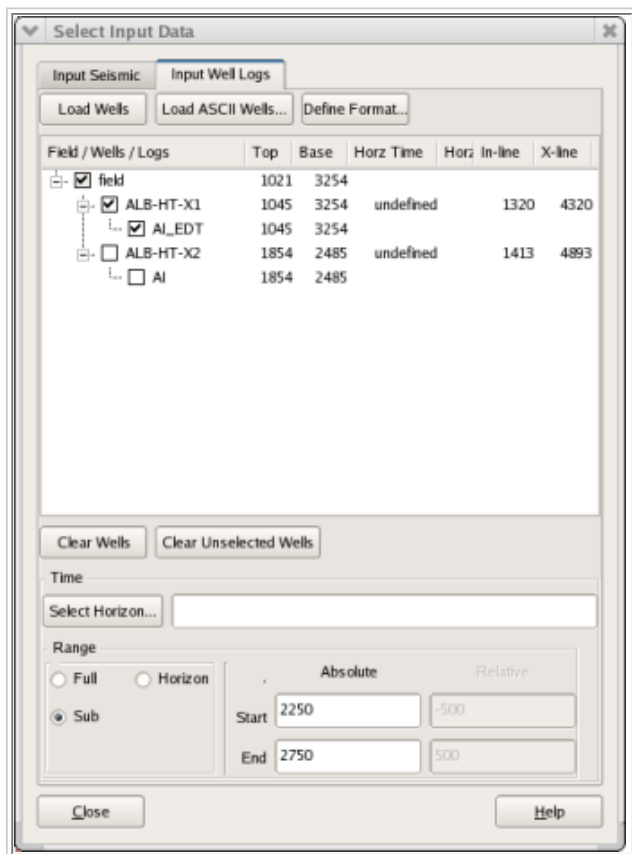 Select Input Data
Input Seismic Input Well Logs
Load Wells Load ASCII Wells... Define Format...
Field / Wells / Logs Top Base Horz Time Horz In-line X-line
field 1021 3254
ALB-HT-X1 1045 3254 undefined 1320 4320
AI_EDT 1045 3254
ALB-HT-X2 1854 2485 undefined 1413 4893
AI 1854 2485
Clear Wells Clear Unselected Wells
Time
Select Horizon...
Range
Full Horizon . Absolute Relative
Sub Start 2250 -500
End 2750 500
Close Help